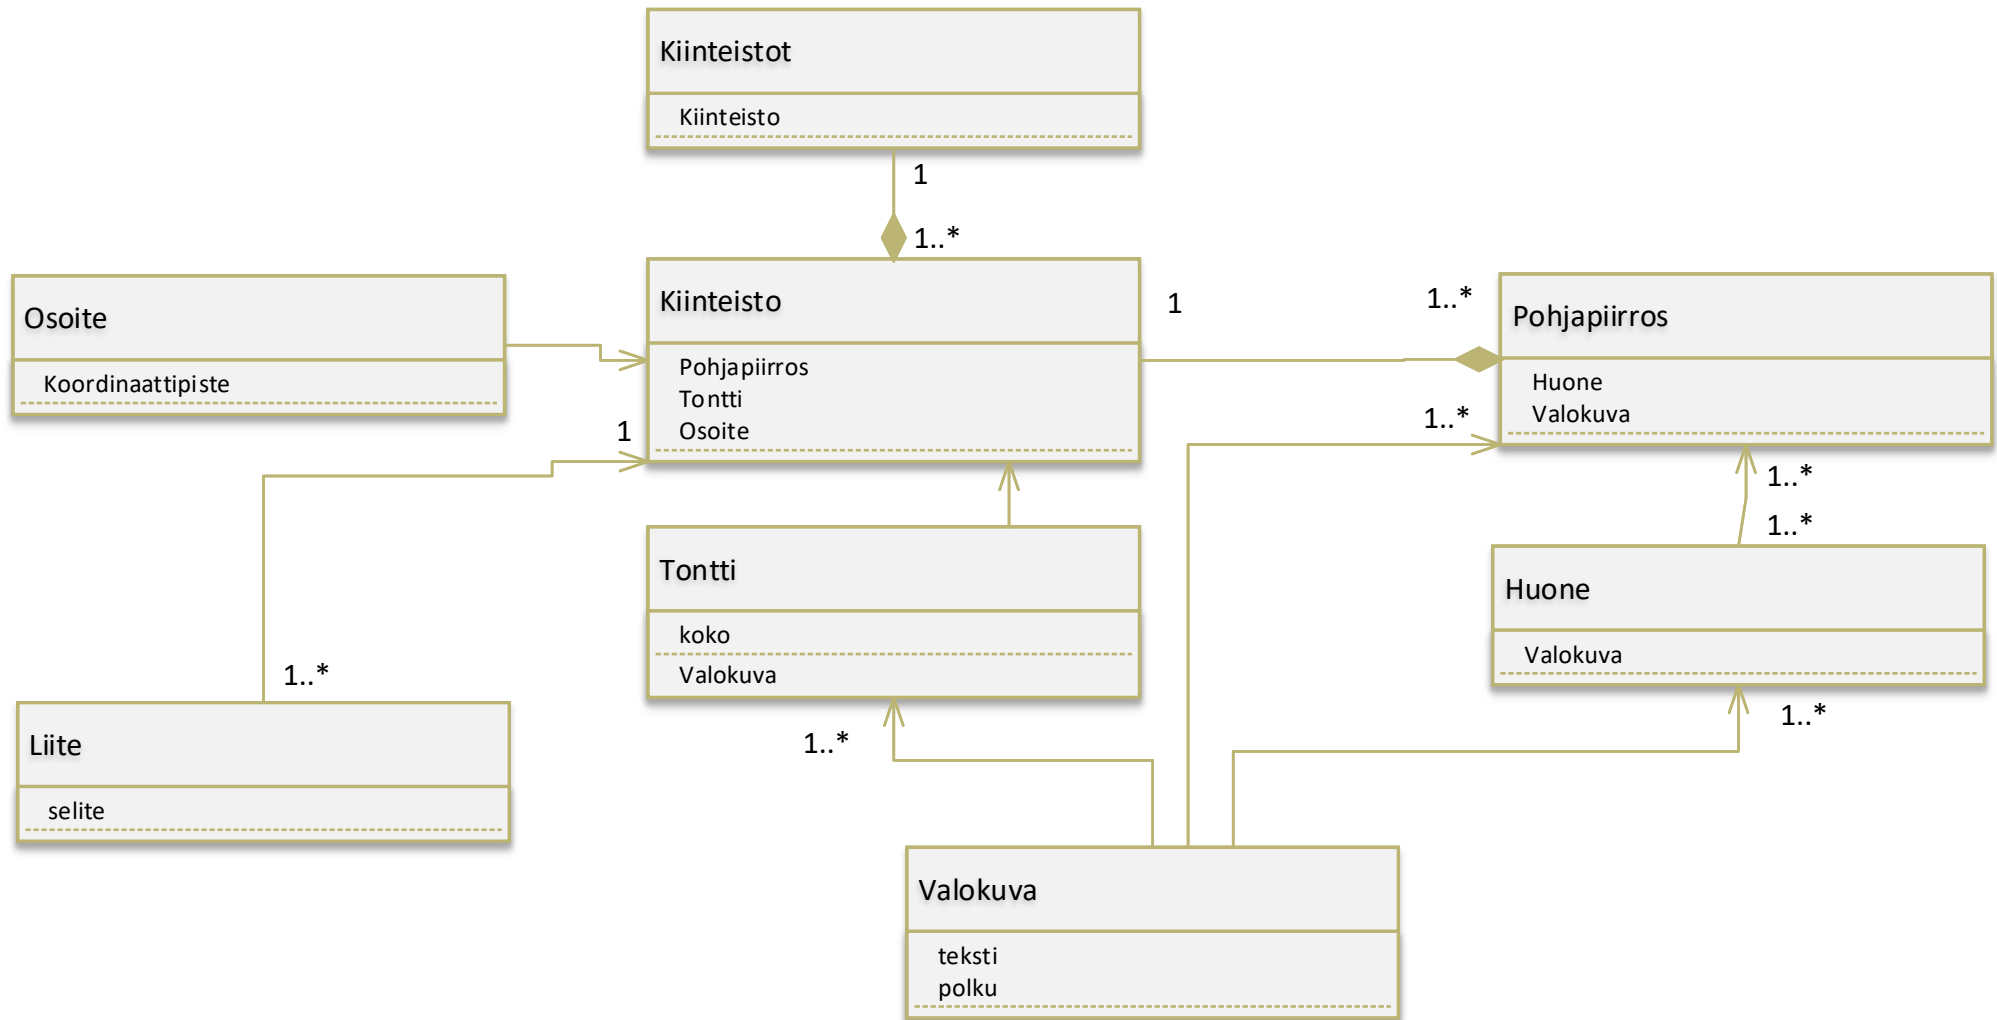 Kiinteistot
Kiinteisto
1
1..*
Osoite
Koordinaattipiste
Kiinteisto
Pohjapiirros
Tontti
Osoite
1
1..*
Pohjapiirros
Huone
Valokuva
1
1..*
1..*
1..*
Tontti
koko
Valokuva
Huone
Valokuva
1..*
Liite
selite
1..*
1..*
Valokuva
teksti
polku